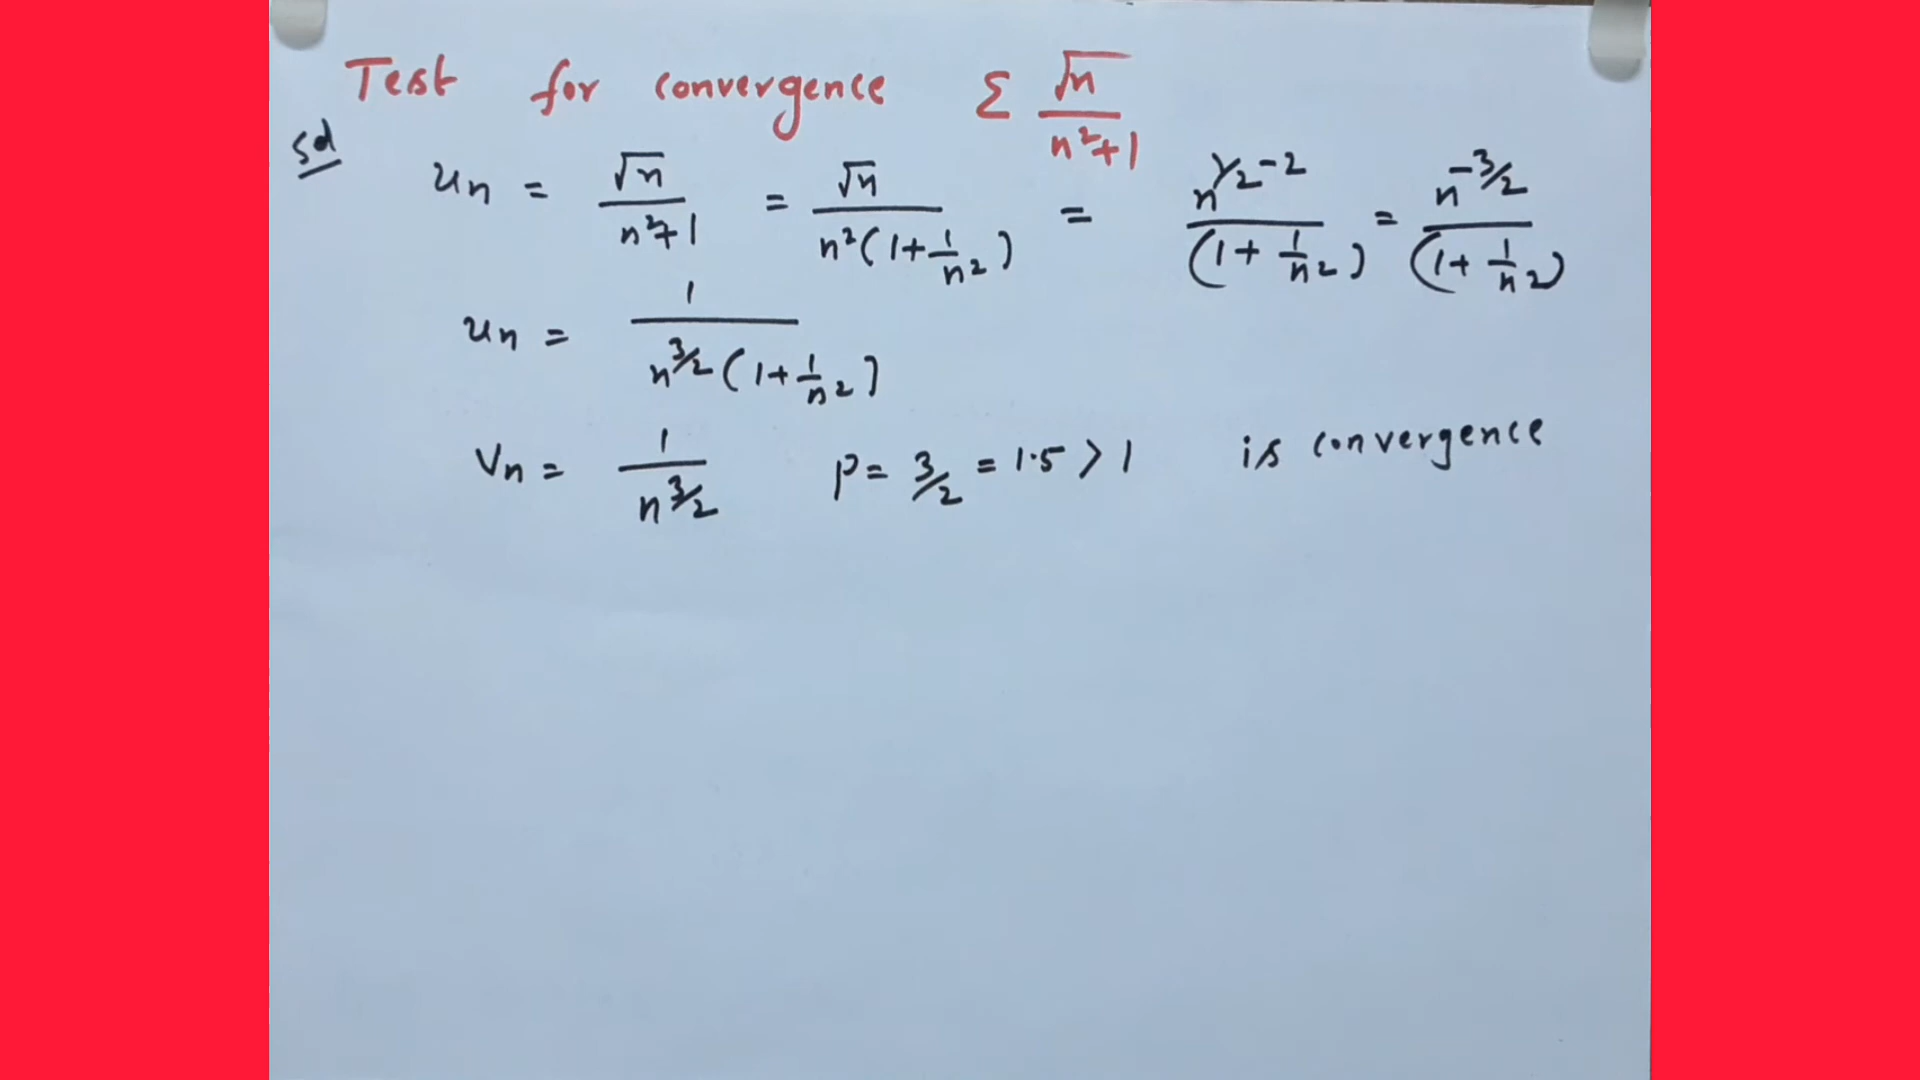 Test for convergence Σ √n / n²+1
Sol
un = √n / n²+1 = √n / n²(1+1/n²) = n^1/2-2 / (1+1/n²) = n^-3/2 / (1+1/n²)
un = 1 / n^3/2(1+1/n²)
Vn = 1 / n^3/2 P = 3/2 = 1.5 > 1 is convergence